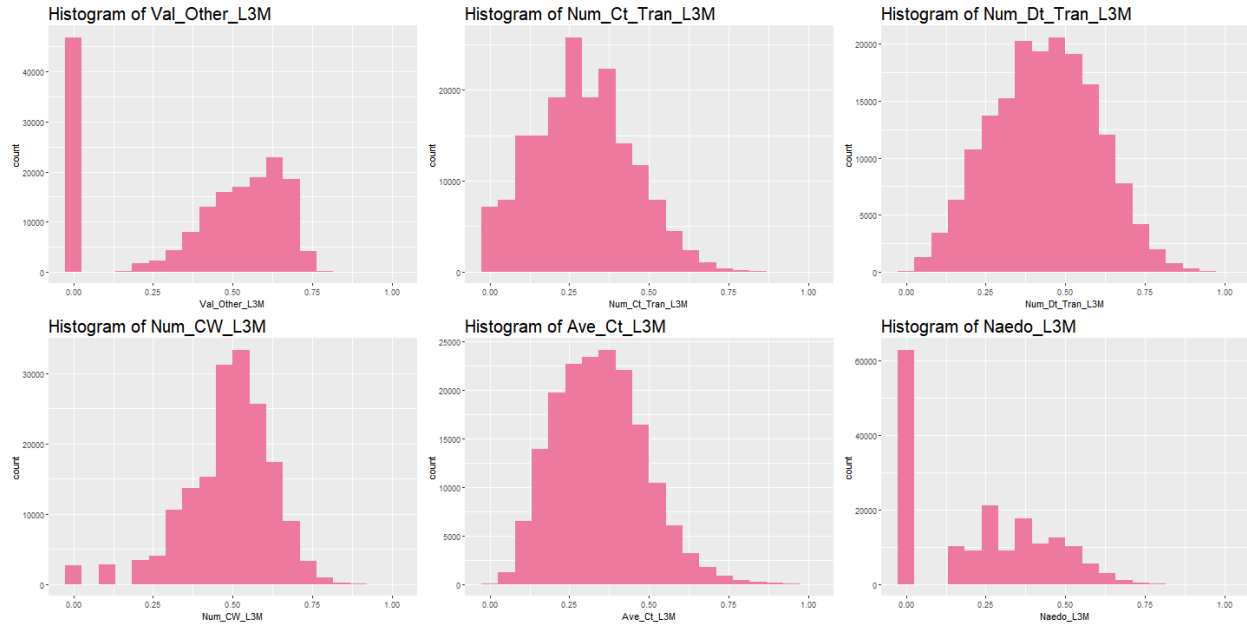 Histogram of Val_Other_L3M
count
40000
30000
20000
10000
0
0.00 0.25 0.50 0.75 1.00
Val_Other_L3M
Histogram of Num_Ct_Tran_L3M
count
20000
10000
0
0.00 0.25 0.50 0.75 1.00
Num_Ct_Tran_L3M
Histogram of Num_Dt_Tran_L3M
count
20000
15000
10000
5000
0
0.00 0.25 0.50 0.75 1.00
Num_Dt_Tran_L3M
Histogram of Num_CW_L3M
count
30000
20000
10000
0
0.00 0.25 0.50 0.75 1.00
Num_CW_L3M
Histogram of Ave_Ct_L3M
count
25000
20000
15000
10000
5000
0
0.00 0.25 0.50 0.75 1.00
Ave_Ct_L3M
Histogram of Naedo_L3M
count
60000
40000
20000
0
0.00 0.25 0.50 0.75 1.00
Naedo_L3M